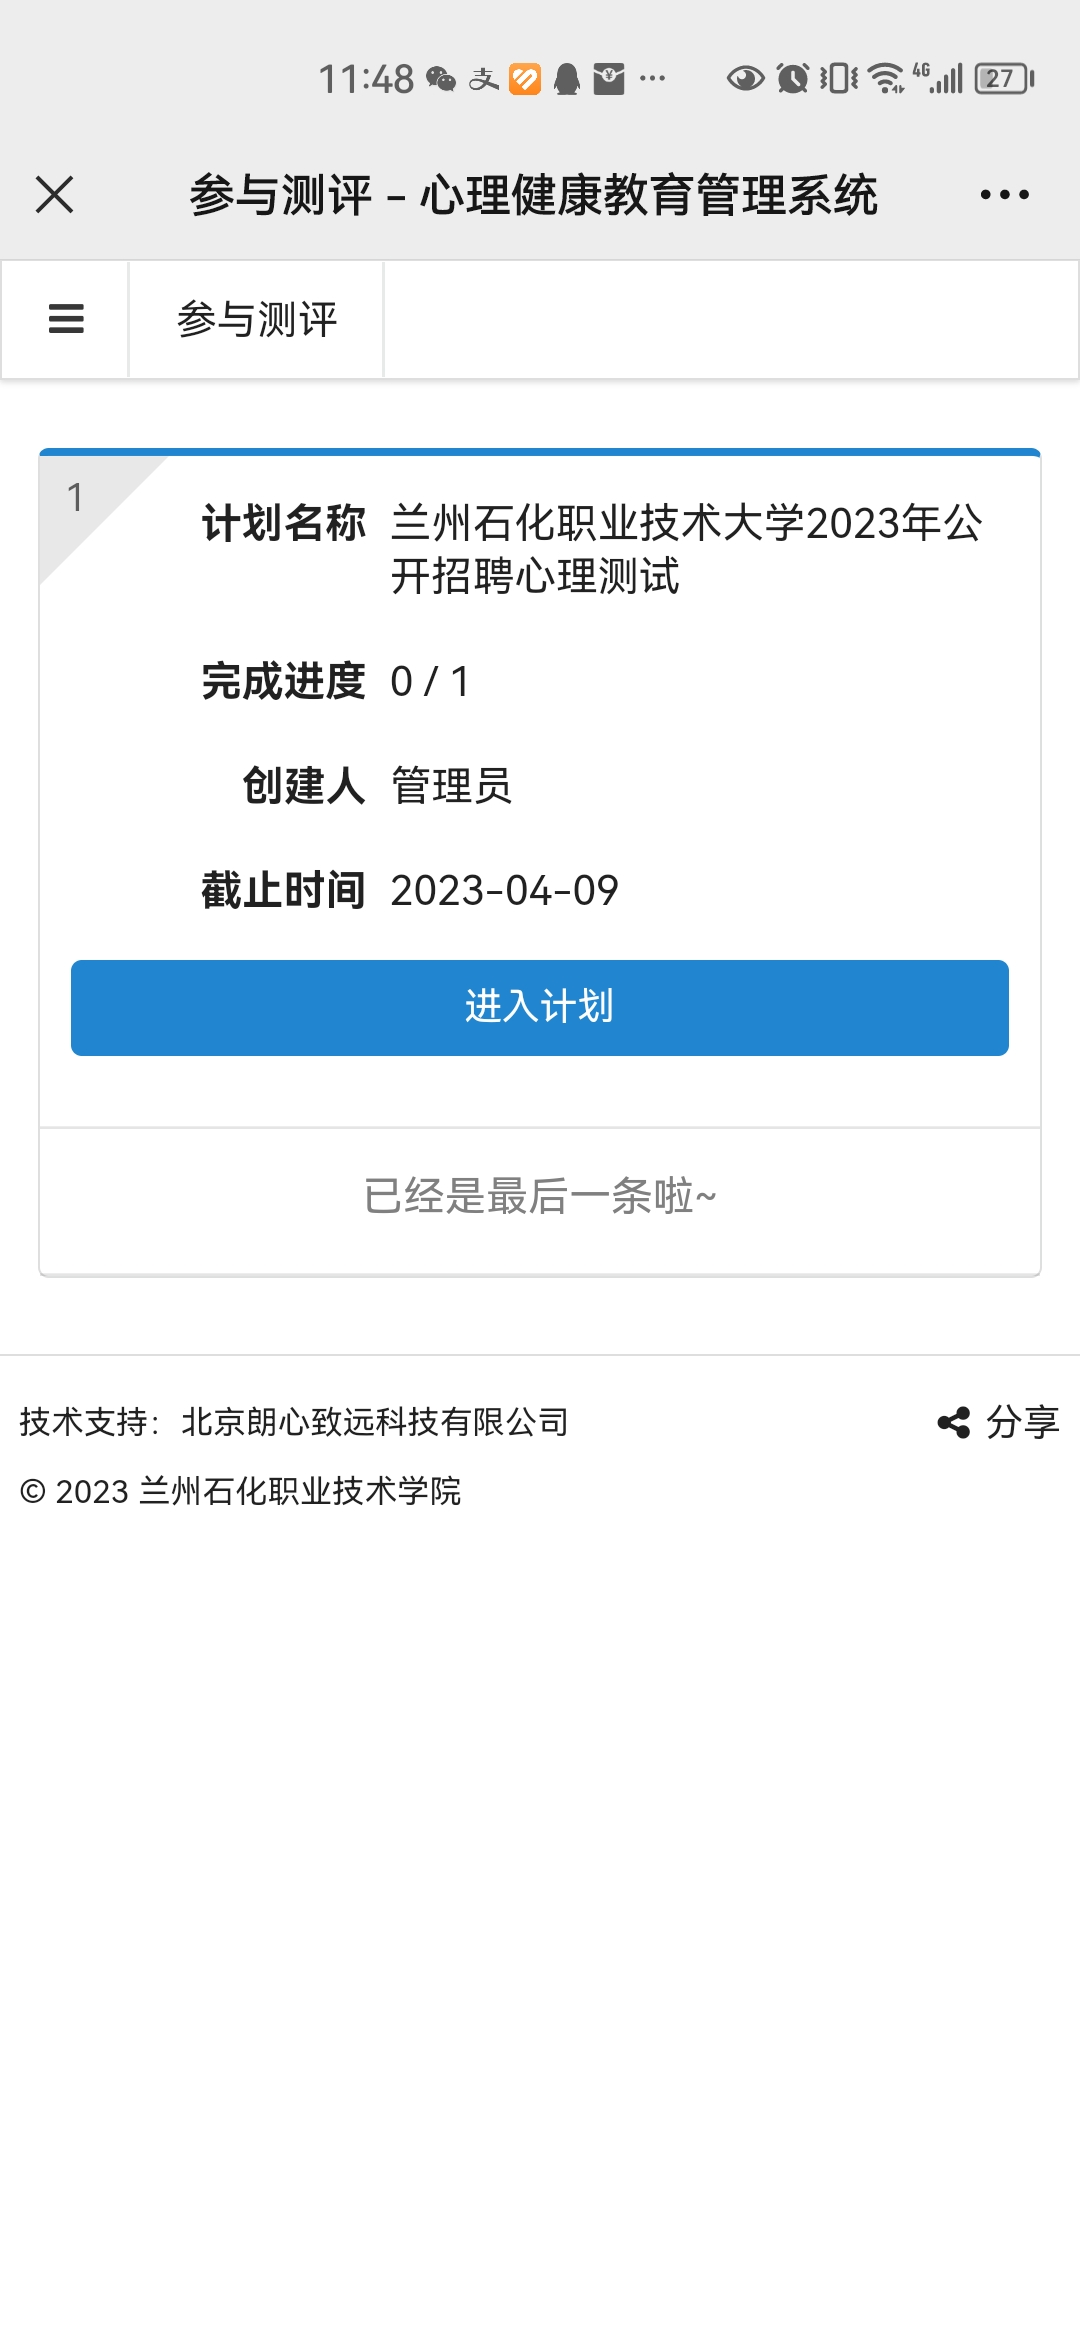 11:48
4G
27
参与测评 – 心理健康教育管理系统
参与测评
1
计划名称 兰州石化职业技术大学2023年公
开招聘心理测试
完成进度 0 / 1
创建人 管理员
截止时间 2023-04-09
进入计划
已经是最后一条啦~
技术支持：北京朗心致远科技有限公司
分享
© 2023 兰州石化职业技术学院